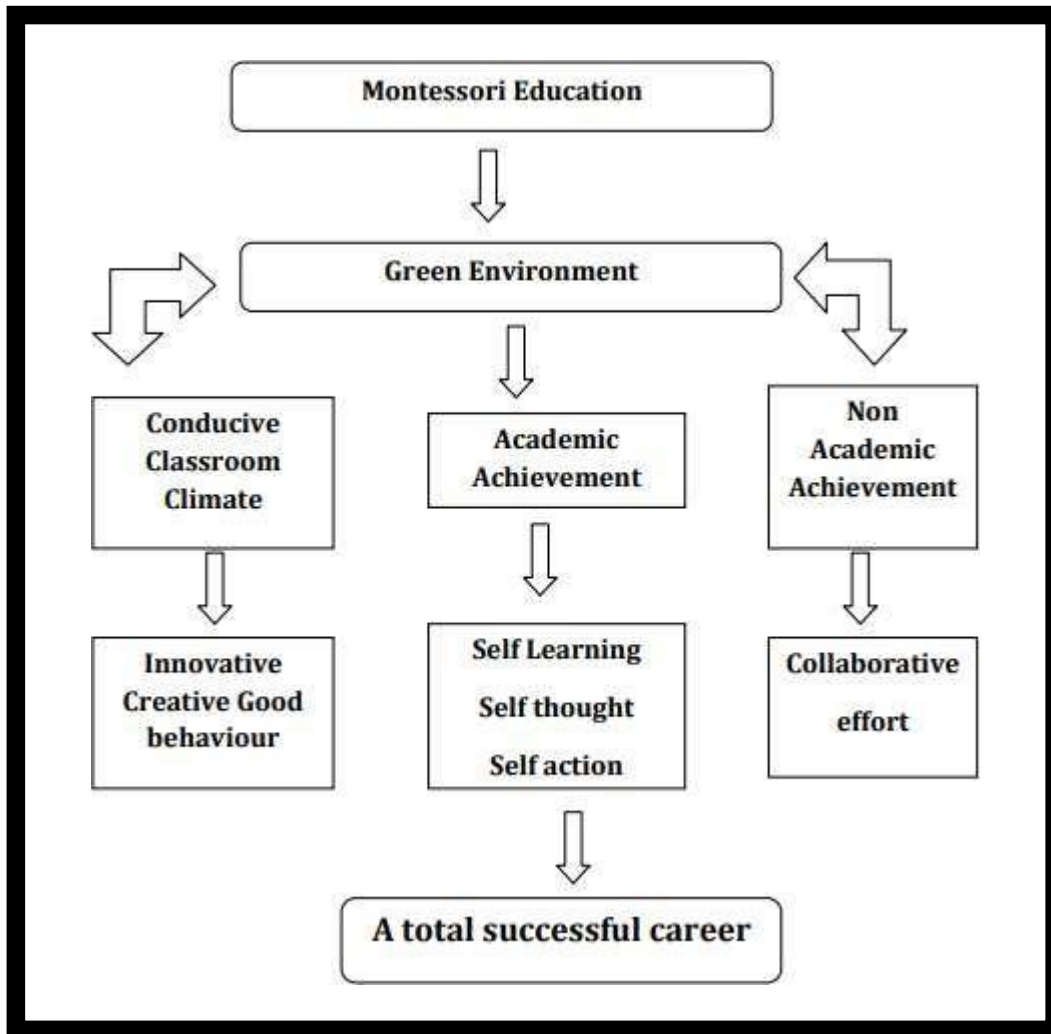 Montessori Education
Green Environment
Conducive
Classroom
Climate
Academic
Achievement
Non
Academic
Achievement
Innovative
Creative Good
behaviour
Self Learning
Self thought
Self action
Collaborative
effort
A total successful career